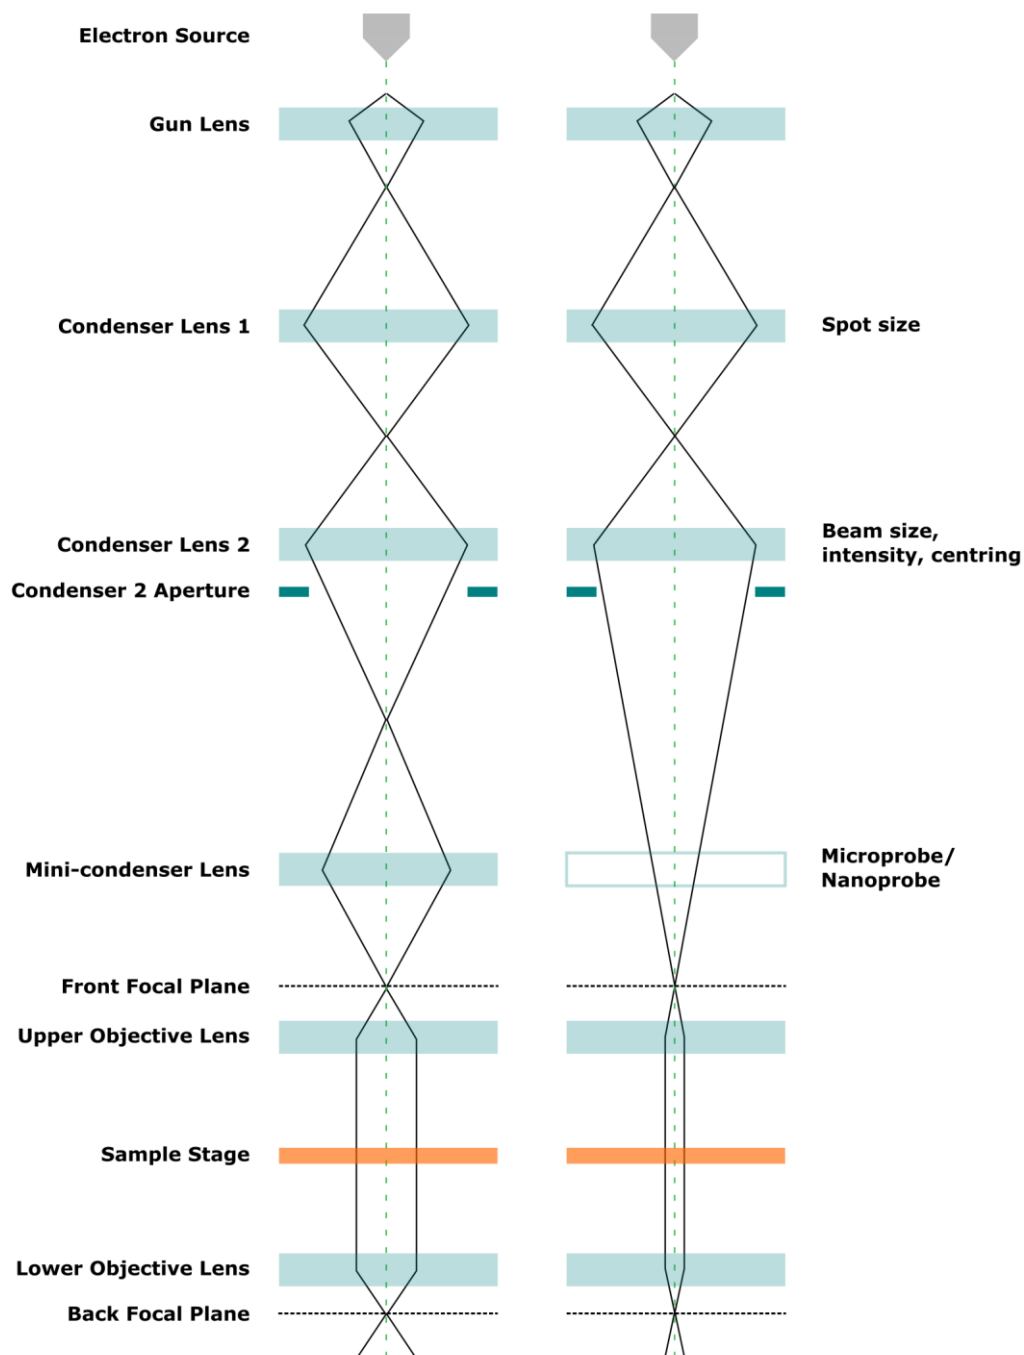 Electron Source
Gun Lens
Condenser Lens 1
Spot size
Condenser Lens 2
Beam size,
intensity, centring
Condenser 2 Aperture
Mini-condenser Lens
Microprobe/
Nanoprobe
Front Focal Plane
Upper Objective Lens
Sample Stage
Lower Objective Lens
Back Focal Plane